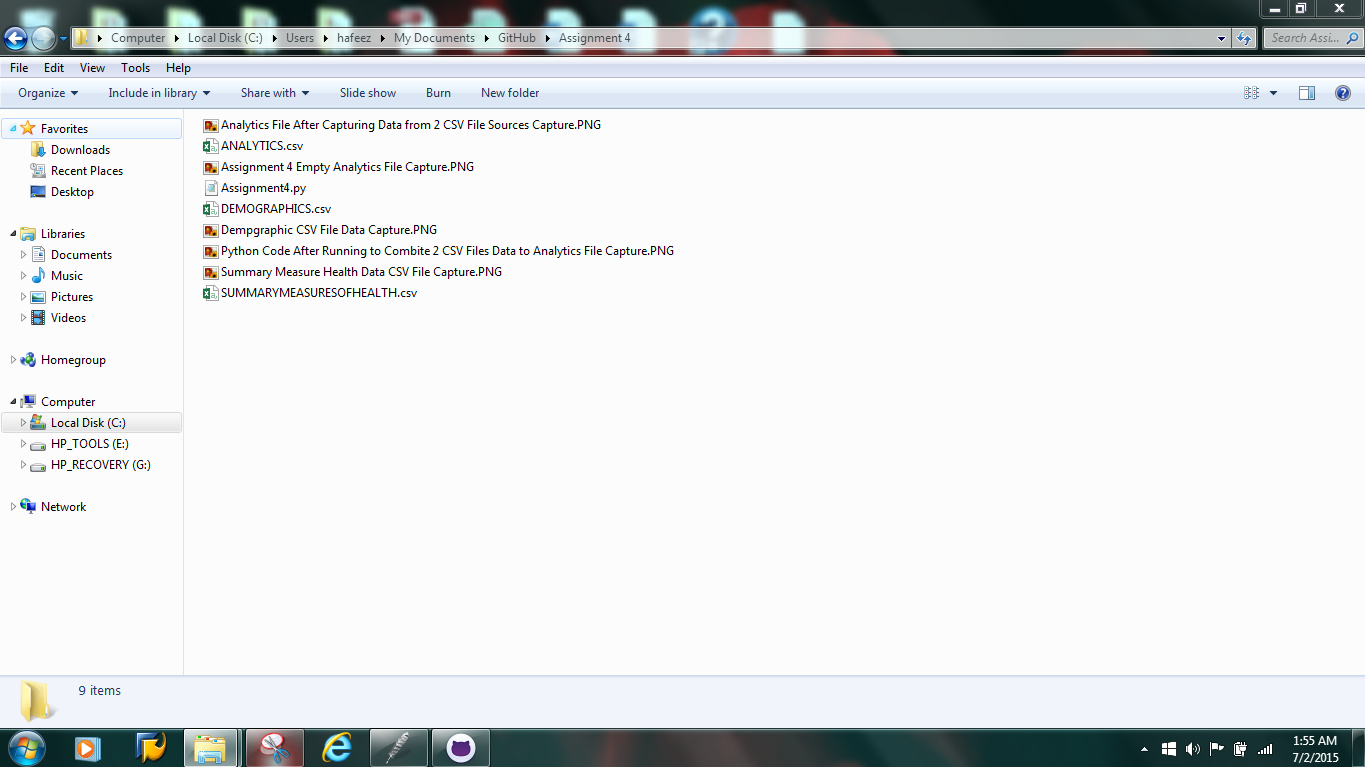 Computer Local Disk (C:) Users hafeez My Documents GitHub Assignment 4 Search Assi...
File Edit View Tools Help
Organize Include in library Share with Slide show Burn New folder
Favorites
Downloads
Recent Places
Desktop
Libraries
Documents
Music
Pictures
Videos
Homegroup
Computer
Local Disk (C:)
HP_TOOLS (E:)
HP_RECOVERY (G:)
Network
Analytics File After Capturing Data from 2 CSV File Sources Capture.PNG
ANALYTICS.csv
Assignment 4 Empty Analytics File Capture.PNG
Assignment4.py
DEMOGRAPHICS.csv
Dempgraphic CSV File Data Capture.PNG
Python Code After Running to Combite 2 CSV Files Data to Analytics File Capture.PNG
Summary Measure Health Data CSV File Capture.PNG
SUMMARYMEASURESOFHEALTH.csv
9 items
1:55 AM
7/2/2015